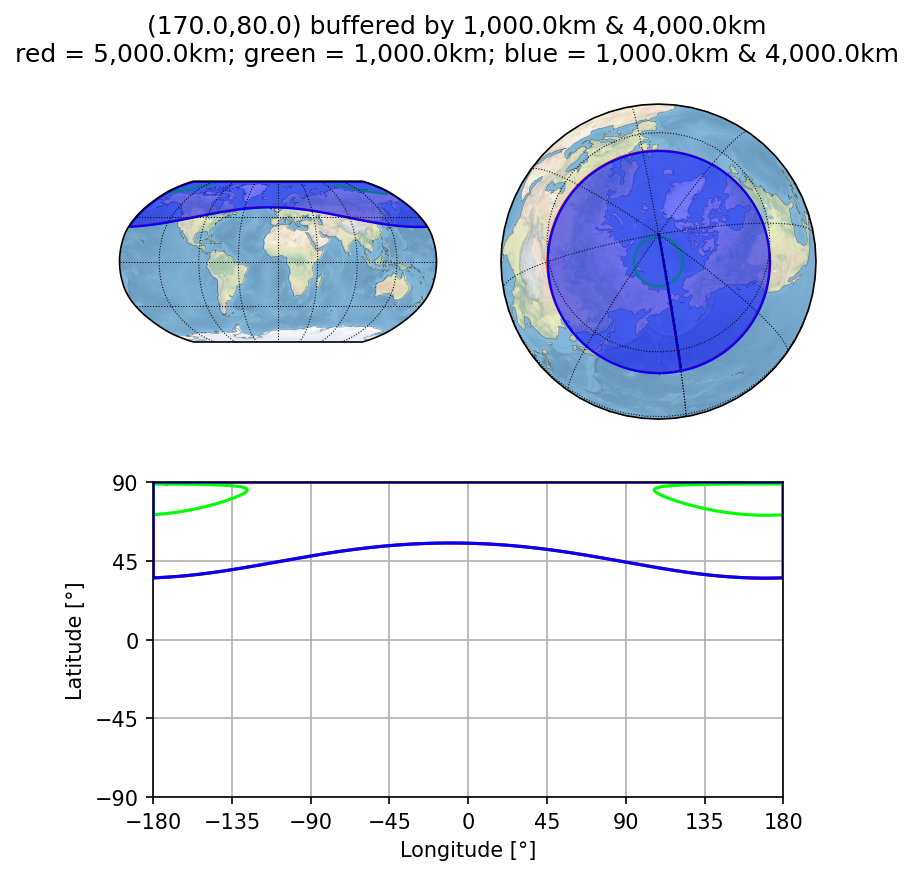 (170.0,80.0) buffered by 1,000.0km & 4,000.0km
red = 5,000.0km; green = 1,000.0km; blue = 1,000.0km & 4,000.0km
90
45
0
−45
−90
Latitude [°]
−180 −135 −90 −45 0 45 90 135 180
Longitude [°]